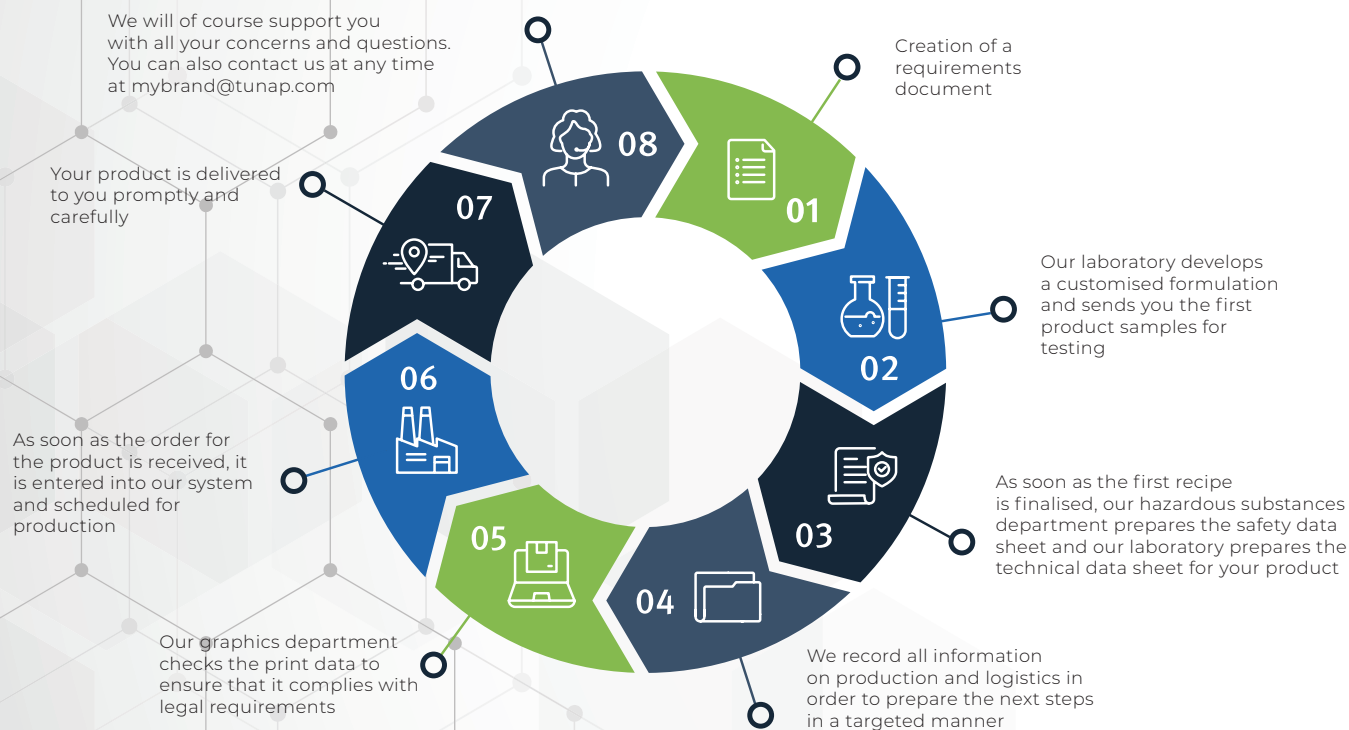 01
Creation of a
requirements
document
02
Our laboratory develops
a customised formulation
and sends you the first
product samples for
testing
03
As soon as the first recipe
is finalised, our hazardous substances
department prepares the safety data
sheet and our laboratory prepares the
technical data sheet for your product
04
We record all information
on production and logistics in
order to prepare the next steps
in a targeted manner
05
Our graphics department
checks the print data to
ensure that it complies with
legal requirements
06
As soon as the order for
the product is received, it
is entered into our system
and scheduled for
production
07
Your product is delivered
to you promptly and
carefully
08
We will of course support you
with all your concerns and questions.
You can also contact us at any time
at mybrand@tunap.com